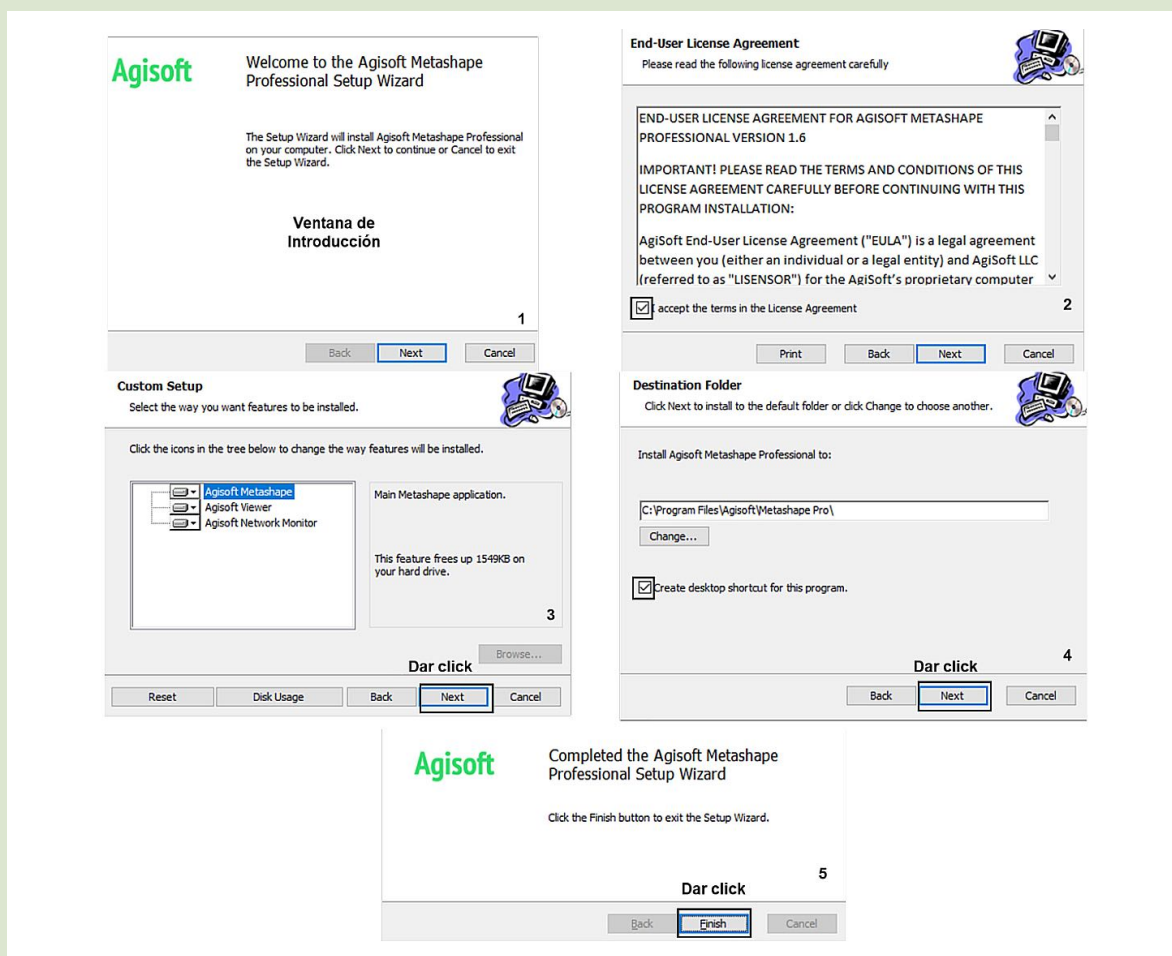 Agisoft
Welcome to the Agisoft Metashape
Professional Setup Wizard
The Setup Wizard will install Agisoft Metashape Professional
on your computer. Click Next to continue or Cancel to exit
the Setup Wizard.
Ventana de
Introducción
1
Back Next Cancel
End-User License Agreement
Please read the following license agreement carefully
END-USER LICENSE AGREEMENT FOR AGISOFT METASHAPE
PROFESSIONAL VERSION 1.6
IMPORTANT! PLEASE READ THE TERMS AND CONDITIONS OF THIS
LICENSE AGREEMENT CAREFULLY BEFORE CONTINUING WITH THIS
PROGRAM INSTALLATION:
AgiSoft End-User License Agreement ("EULA") is a legal agreement
between you (either an individual or a legal entity) and AgiSoft LLC
(referred to as "LISENSOR") for the AgiSoft's proprietary computer
I accept the terms in the License Agreement
2
Print Back Next Cancel
Custom Setup
Select the way you want features to be installed.
Click the icons in the tree below to change the way features will be installed.
Agisoft Metashape
Agisoft Viewer
Agisoft Network Monitor
Main Metashape application.
This feature frees up 1549KB on
your hard drive.
3
Browse...
Dar click
Reset Disk Usage Back Next Cancel
Destination Folder
Click Next to install to the default folder or click Change to choose another.
Install Agisoft Metashape Professional to:
C:\Program Files\Agisoft\Metashape Pro\
Change...
Create desktop shortcut for this program.
4
Dar click
Back Next Cancel
Agisoft
Completed the Agisoft Metashape
Professional Setup Wizard
Click the Finish button to exit the Setup Wizard.
5
Dar click
Back Finish Cancel